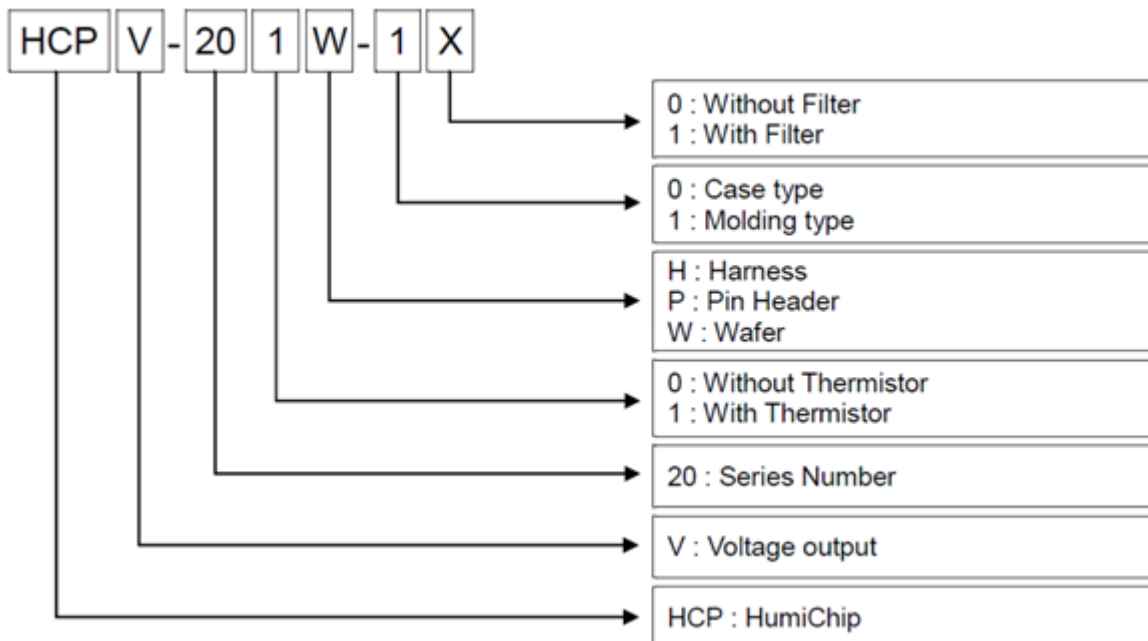 HCP V - 20 1 W - 1 X
0 : Without Filter
1 : With Filter
0 : Case type
1 : Molding type
H : Harness
P : Pin Header
W : Wafer
0 : Without Thermistor
1 : With Thermistor
20 : Series Number
V : Voltage output
HCP : HumiChip